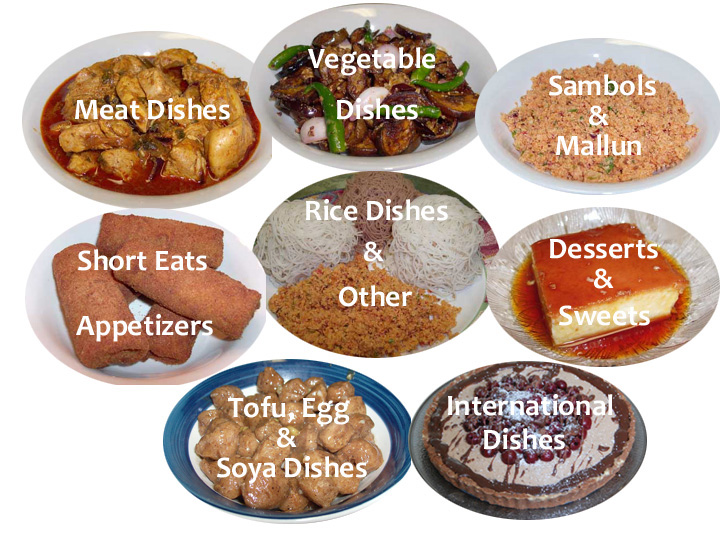 Meat Dishes
Vegetable
Dishes
Sambols
&
Mallun
Short Eats
Appetizers
Rice Dishes
&
Other
Desserts
&
Sweets
Tofu, Egg
&
Soya Dishes
International
Dishes